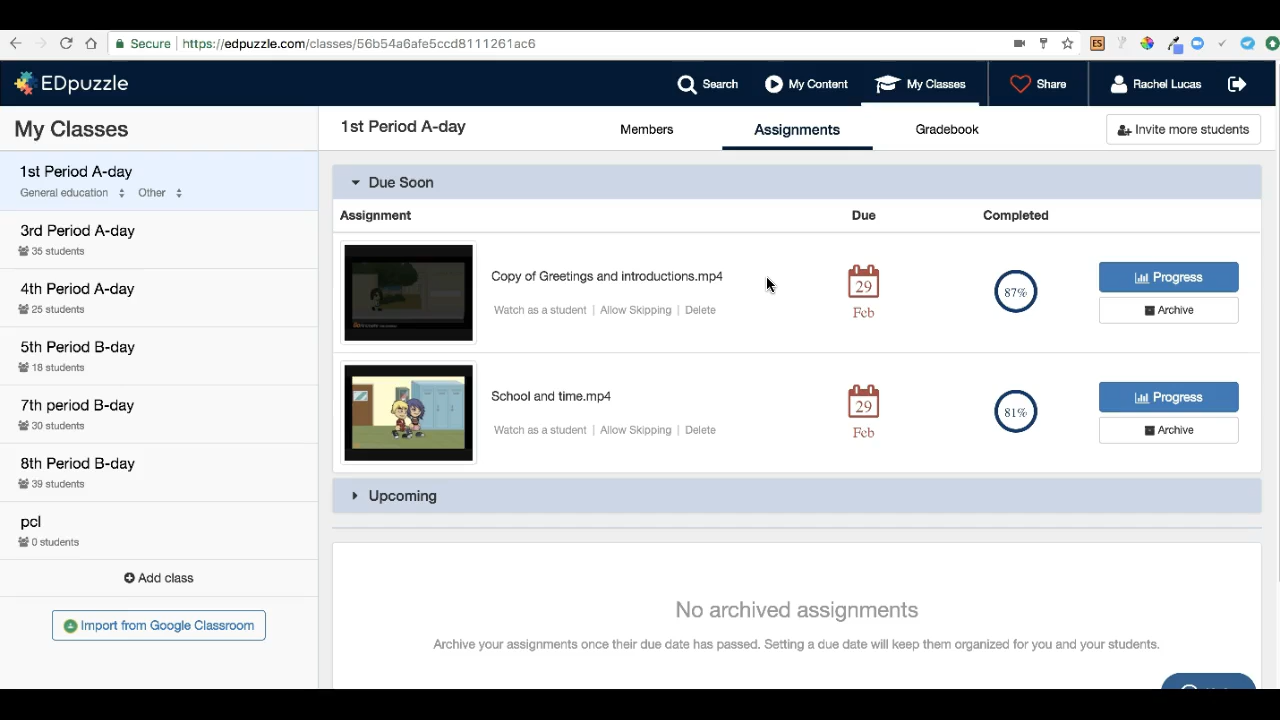 Secure https://edpuzzle.com/classes/56b54a6afe5ccd8111261ac6
ES
EDpuzzle
Search
My Content
My Classes
Share
Rachel Lucas
My Classes
1st Period A-day
General education Other
3rd Period A-day
35 students
4th Period A-day
25 students
5th Period B-day
18 students
7th period B-day
30 students
8th Period B-day
39 students
pcl
0 students
Add class
Import from Google Classroom
1st Period A-day
Members
Assignments
Gradebook
Invite more students
Due Soon
Assignment Due Completed
Copy of Greetings and introductions.mp4
Watch as a student | Allow Skipping | Delete
29
Feb
87%
Progress
Archive
School and time.mp4
Watch as a student | Allow Skipping | Delete
29
Feb
81%
Progress
Archive
Upcoming
No archived assignments
Archive your assignments once their due date has passed. Setting a due date will keep them organized for you and your students.